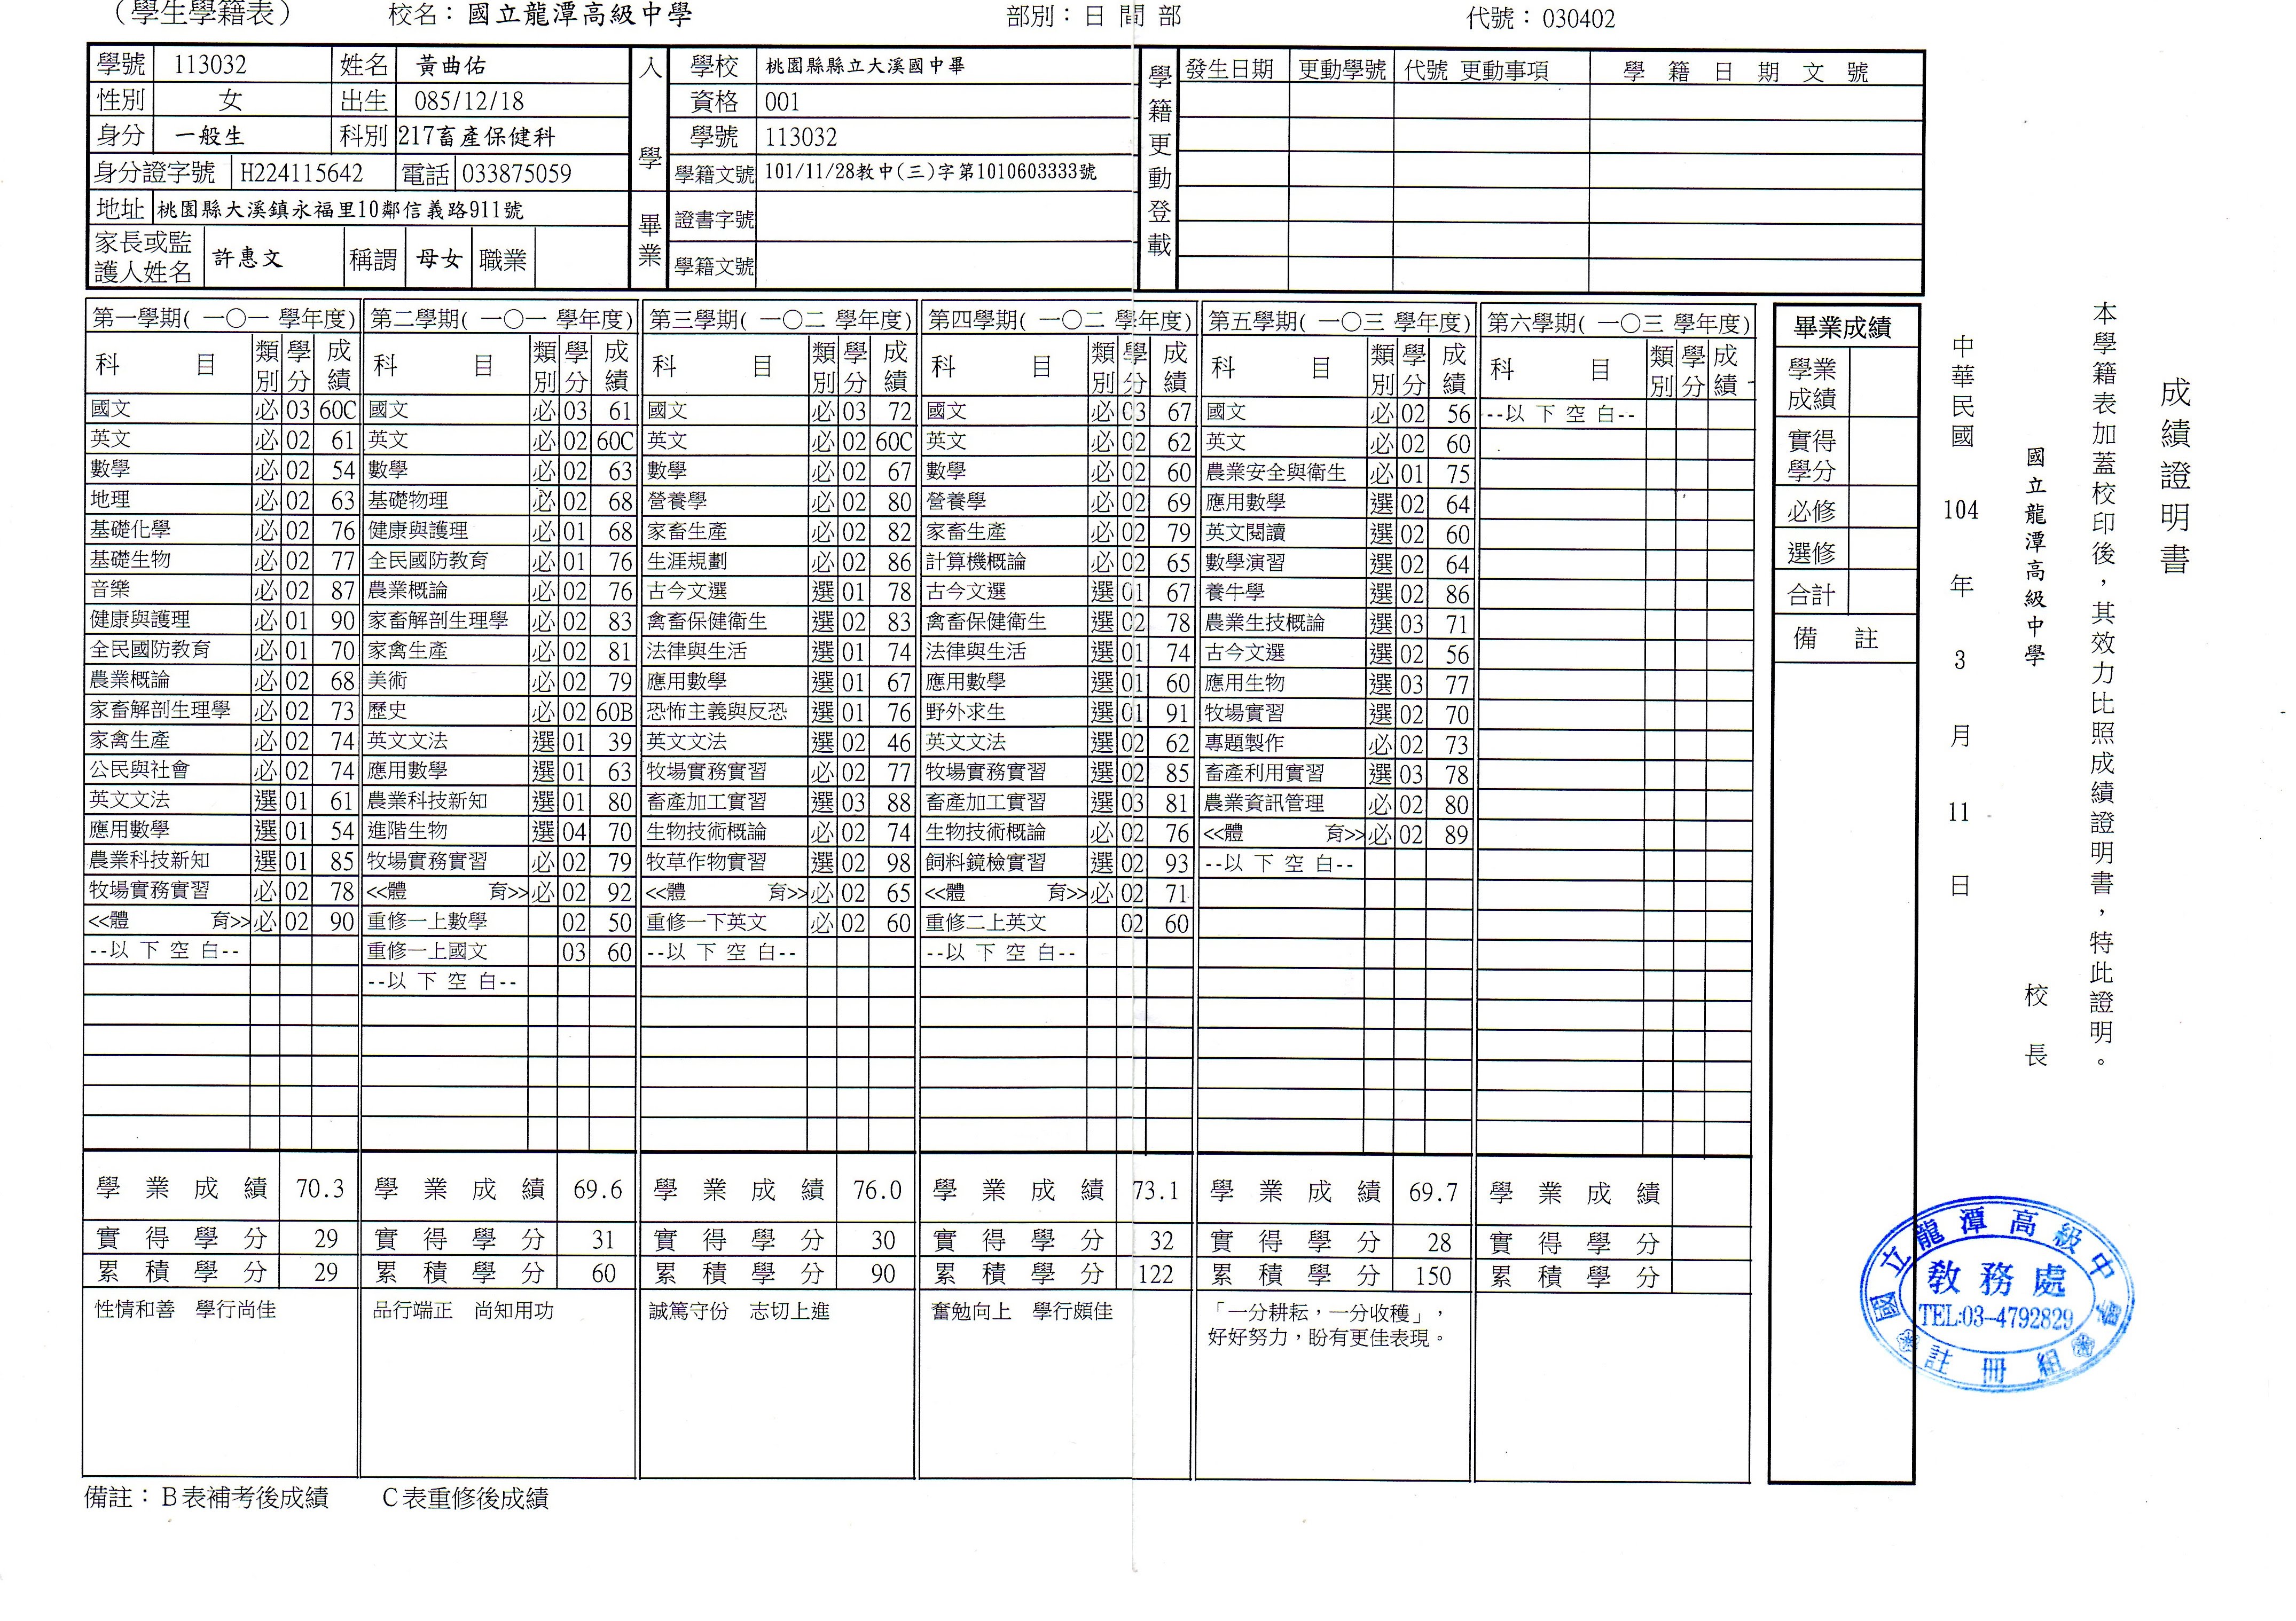 （學生學籍表） 校名：國立龍潭高級中學 部別：日間部 代號：030402
學號 113032 姓名 黃曲佑
性別 女 出生 085/12/18
身分 一般生 科別 217畜產保健科
身分證字號 H224115642 電話 033875059
地址 桃園縣大溪鎮永福里10鄰信義路911號
家長或監護人姓名 許惠文 稱謂 母女 職業
入學
學校 桃園縣縣立大溪國中畢
資格 001
學號 113032
學籍文號 101/11/28教中(三)字第1010603333號
畢業
證書字號
學籍文號
學籍更動登載
發生日期 更動學號 代號 更動事項 學籍日期文號
第一學期( 一〇一 學年度)
科目 類別 學分 成績
國文 必 03 60C
英文 必 02 61
數學 必 02 54
地理 必 02 63
基礎化學 必 02 76
基礎生物 必 02 77
音樂 必 02 87
健康與護理 必 01 90
全民國防教育 必 01 70
農業概論 必 02 68
家畜解剖生理學 必 02 73
家禽生產 必 02 74
公民與社會 必 02 74
英文文法 選 01 61
應用數學 選 01 54
農業科技新知 選 01 85
牧場實務實習 必 02 78
<<體 育>> 必 02 90
--以下空白--
學業成績 70.3
實得學分 29
累積學分 29
性情和善 學行尚佳
第二學期( 一〇一 學年度)
科目 類別 學分 成績
國文 必 03 61
英文 必 02 60C
數學 必 02 63
基礎物理 必 02 68
健康與護理 必 01 68
全民國防教育 必 01 76
農業概論 必 02 76
家畜解剖生理學 必 02 83
家禽生產 必 02 81
美術 必 02 79
歷史 必 02 60B
英文文法 選 01 39
應用數學 選 01 63
農業科技新知 選 01 80
進階生物 選 04 70
牧場實務實習 必 02 79
<<體 育>> 必 02 92
重修一上數學 02 50
重修一上國文 03 60
--以下空白--
學業成績 69.6
實得學分 31
累積學分 60
品行端正 尚知用功
第三學期( 一〇二 學年度)
科目 類別 學分 成績
國文 必 03 72
英文 必 02 60C
數學 必 02 67
營養學 必 02 80
家畜生產 必 02 82
生涯規劃 必 02 86
古今文選 選 01 78
禽畜保健衛生 選 02 83
法律與生活 選 01 74
應用數學 選 01 67
恐怖主義與反恐 選 01 76
英文文法 選 02 46
牧場實務實習 必 02 77
畜產加工實習 選 03 88
生物技術概論 必 02 74
牧草作物實習 選 02 98
<<體 育>> 必 02 65
重修一下英文 必 02 60
--以下空白--
學業成績 76.0
實得學分 30
累積學分 90
誠篤守份 志切上進
第四學期( 一〇二 學年度)
科目 類別 學分 成績
國文 必 03 67
英文 必 02 62
數學 必 02 60
營養學 必 02 69
家畜生產 必 02 79
計算機概論 必 02 65
古今文選 選 01 67
禽畜保健衛生 選 02 78
法律與生活 選 01 74
應用數學 選 01 60
野外求生 選 01 91
英文文法 選 02 62
牧場實務實習 選 02 85
畜產加工實習 選 03 81
生物技術概論 必 02 76
飼料鏡檢實習 選 02 93
<<體 育>> 必 02 71
重修二上英文 02 60
--以下空白--
學業成績 73.1
實得學分 32
累積學分 122
奮勉向上 學行頗佳
第五學期( 一〇三 學年度)
科目 類別 學分 成績
國文 必 02 56
英文 必 02 60
農業安全與衛生 必 01 75
應用數學 選 02 64
英文閱讀 選 02 60
數學演習 選 02 64
養牛學 選 02 86
農業生技概論 選 03 71
古今文選 選 02 56
應用生物 選 03 77
牧場實習 選 02 70
專題製作 必 02 73
畜產利用實習 選 03 78
農業資訊管理 必 02 80
<<體 育>> 必 02 89
--以下空白--
學業成績 69.7
實得學分 28
累積學分 150
「一分耕耘，一分收穫」，
好好努力，盼有更佳表現。
第六學期( 一〇三 學年度)
科目 類別 學分 成績
--以下空白--
學業成績
實得學分
累積學分
畢業成績
學業成績
實得學分
必修
選修
合計
備註
成績證明書
本學籍表加蓋校印後，其效力比照成績證明書，特此證明。
國立龍潭高級中學 校長
中華民國 104 年 3 月 11 日
國立龍潭高級中學
教務處
TEL:03-4792829
註冊組
備註：B表補考後成績 C表重修後成績